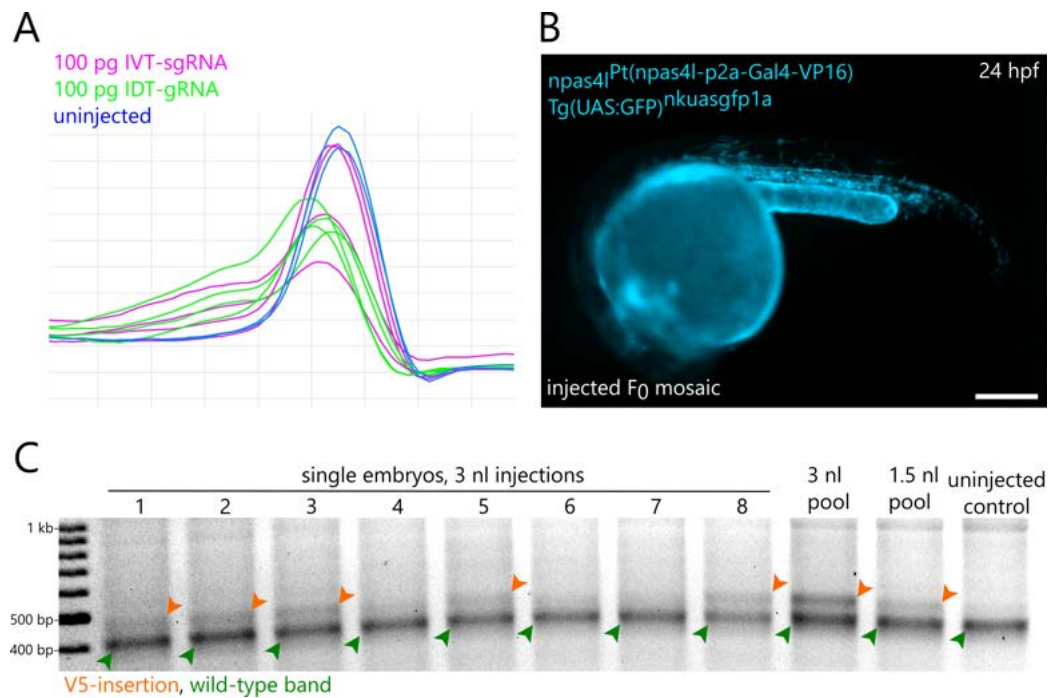 A
100 pg IVT-sgRNA
100 pg IDT-gRNA
uninjected
B
npas4lPt(npas4l-p2a-Gal4-VP16)
Tg(UAS:GFP)nkuasgfp1a
24 hpf
injected F0 mosaic
C
single embryos, 3 nl injections
3 nl pool
1.5 nl pool
uninjected control
1 2 3 4 5 6 7 8
1 kb
500 bp
400 bp
V5-insertion, wild-type band